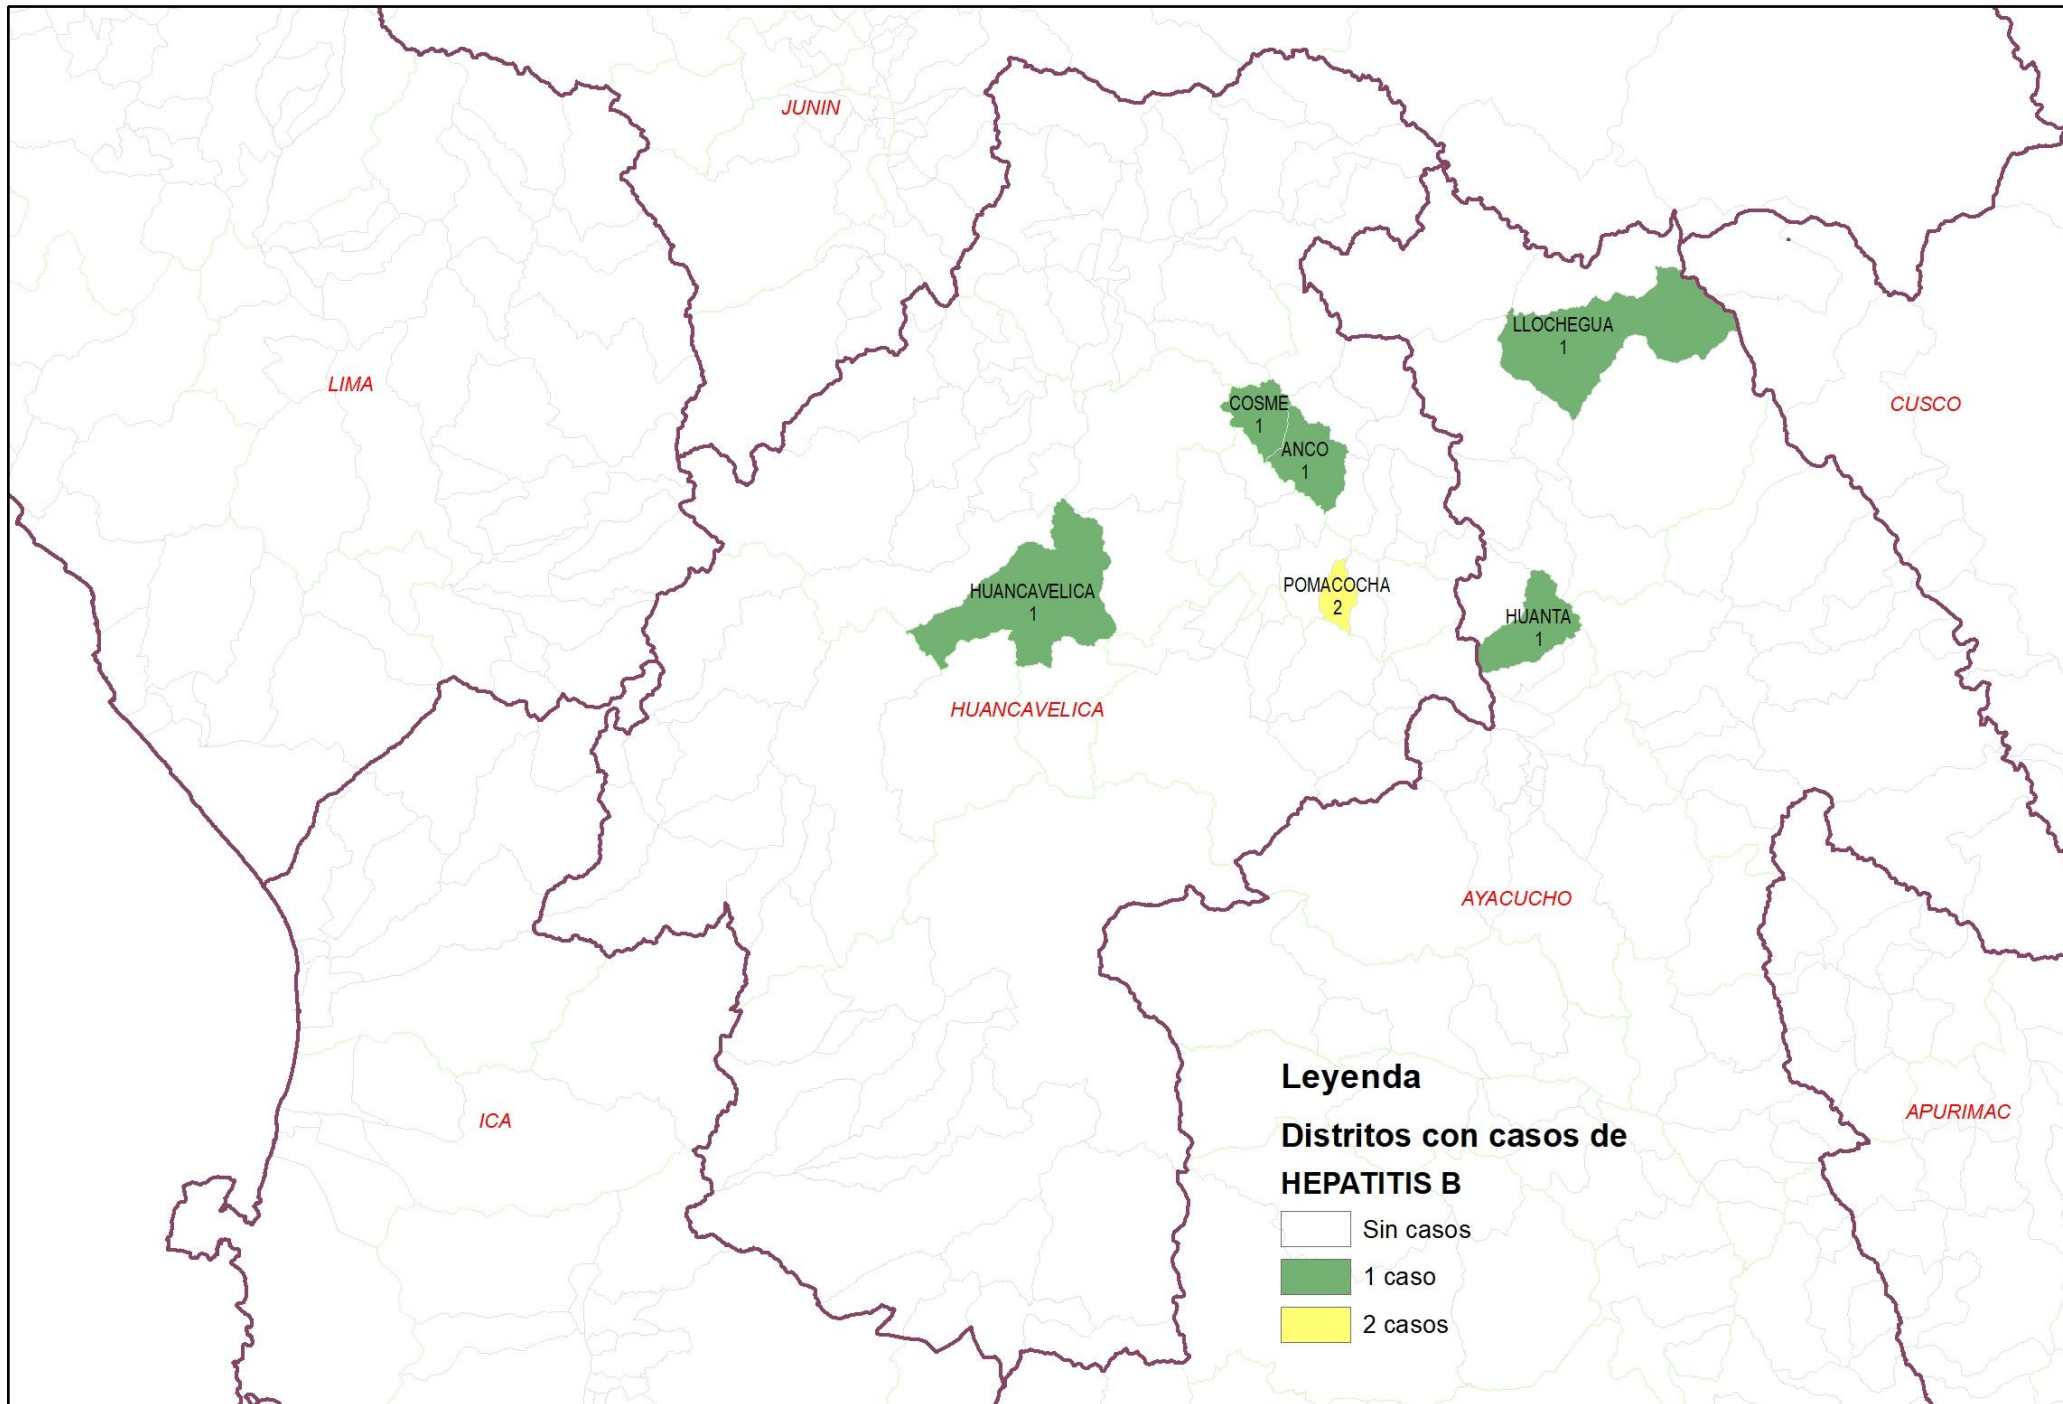 JUNIN
LLOCHEGUA
1
LIMA
CUSCO
COSME
1
ANCO
1
HUANCAVELICA
1
POMACOCHA
2
HUANTA
1
HUANCAVELICA
AYACUCHO
ICA
APURIMAC
Leyenda
Distritos con casos de
HEPATITIS B
Sin casos
1 caso
2 casos